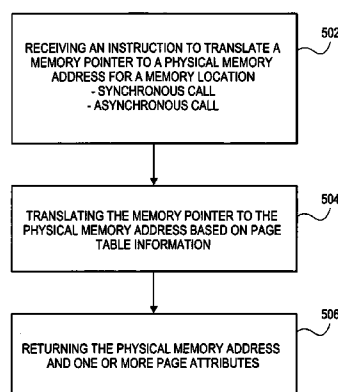 RECEIVING AN INSTRUCTION TO TRANSLATE A
MEMORY POINTER TO A PHYSICAL MEMORY
ADDRESS FOR A MEMORY LOCATION
- SYNCHRONOUS CALL
- ASYNCHRONOUS CALL
502
TRANSLATING THE MEMORY POINTER TO THE
PHYSICAL MEMORY ADDRESS BASED ON PAGE
TABLE INFORMATION
504
RETURNING THE PHYSICAL MEMORY ADDRESS
AND ONE OR MORE PAGE ATTRIBUTES
506